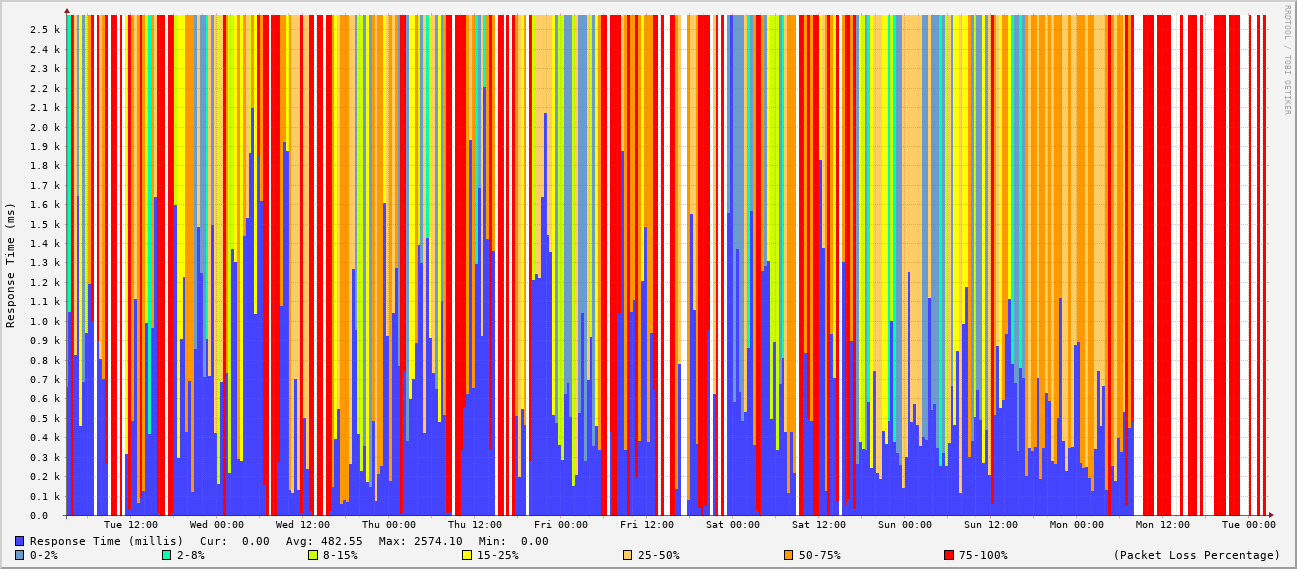 RRDTOOL / TOBI OETIKER
Response Time (ms)
2.5 k
2.4 k
2.3 k
2.2 k
2.1 k
2.0 k
1.9 k
1.8 k
1.7 k
1.6 k
1.5 k
1.4 k
1.3 k
1.2 k
1.1 k
1.0 k
0.9 k
0.8 k
0.7 k
0.6 k
0.5 k
0.4 k
0.3 k
0.2 k
0.1 k
0.0
Tue 12:00 Wed 00:00 Wed 12:00 Thu 00:00 Thu 12:00 Fri 00:00 Fri 12:00 Sat 00:00 Sat 12:00 Sun 00:00 Sun 12:00 Mon 00:00 Mon 12:00 Tue 00:00
Response Time (millis) Cur: 0.00 Avg: 482.55 Max: 2574.10 Min: 0.00
0-2% 2-8% 8-15% 15-25% 25-50% 50-75% 75-100% (Packet Loss Percentage)